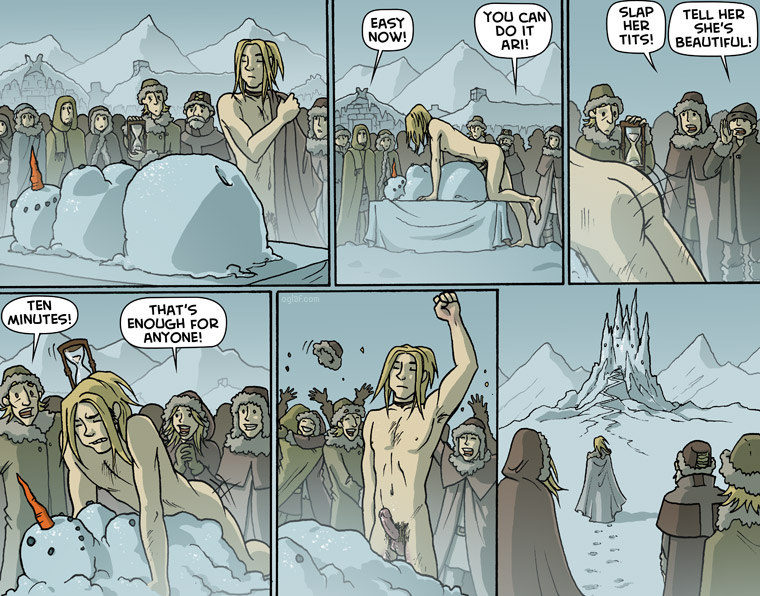 EASY
NOW!
YOU CAN
DO IT
ARI!
SLAP
HER
TITS!
TELL HER
SHE'S
BEAUTIFUL!
TEN
MINUTES!
THAT'S
ENOUGH FOR
ANYONE!
oglaf.com